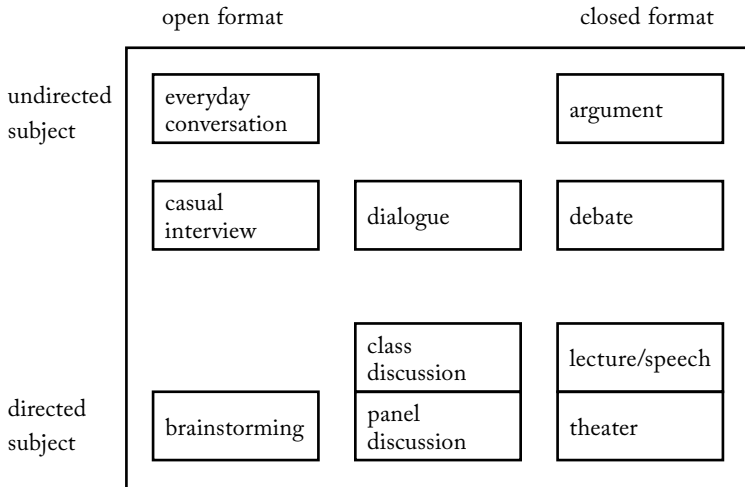 open format
closed format
undirected
subject
everyday
conversation
argument
casual
interview
dialogue
debate
class
discussion
lecture/speech
directed
subject
brainstorming
panel
discussion
theater